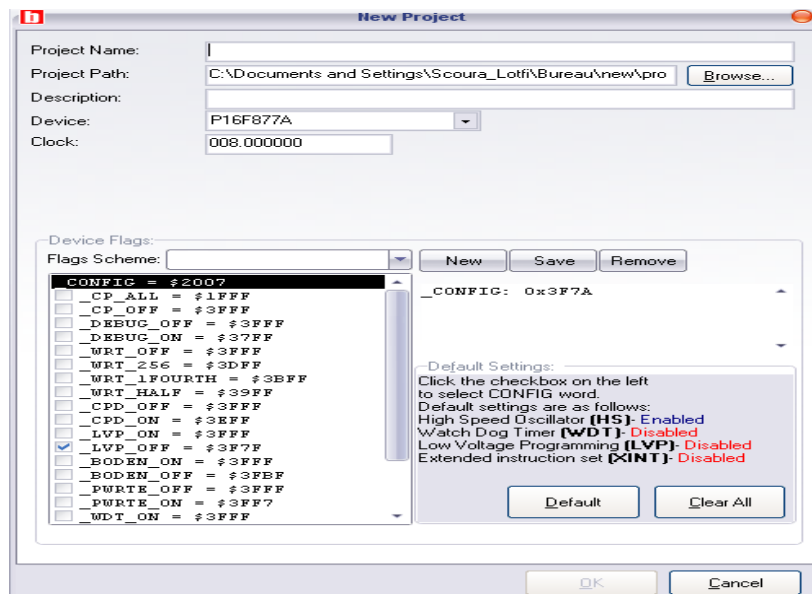 New Project
Project Name:
Project Path: C:\Documents and Settings\Scoura_Lotfi\Bureau\new\pro Browse...
Description:
Device: P16F877A
Clock: 008.000000
Device Flags:
Flags Scheme: New Save Remove
_CONFIG = $2007
_CP_ALL = $1FFF
_CP_OFF = $3FFF
_DEBUG_OFF = $3FFF
_DEBUG_ON = $37FF
_WRT_OFF = $3FFF
_WRT_256 = $3DFF
_WRT_1FOURTH = $3BFF
_WRT_HALF = $39FF
_CPD_OFF = $3FFF
_CPD_ON = $3EFF
_LVP_ON = $3FFF
_LVP_OFF = $3F7F
_BODEN_ON = $3FFF
_BODEN_OFF = $3FBF
_PWRTE_OFF = $3FFF
_PWRTE_ON = $3FF7
_WDT_ON = $3FFF
_CONFIG: 0x3F7A
Default Settings:
Click the checkbox on the left
to select CONFIG word.
Default settings are as follows:
High Speed Oscillator (HS)- Enabled
Watch Dog Timer (WDT)- Disabled
Low Voltage Programming (LVP)- Disabled
Extended instruction set (XINT)- Disabled
Default Clear All
OK Cancel